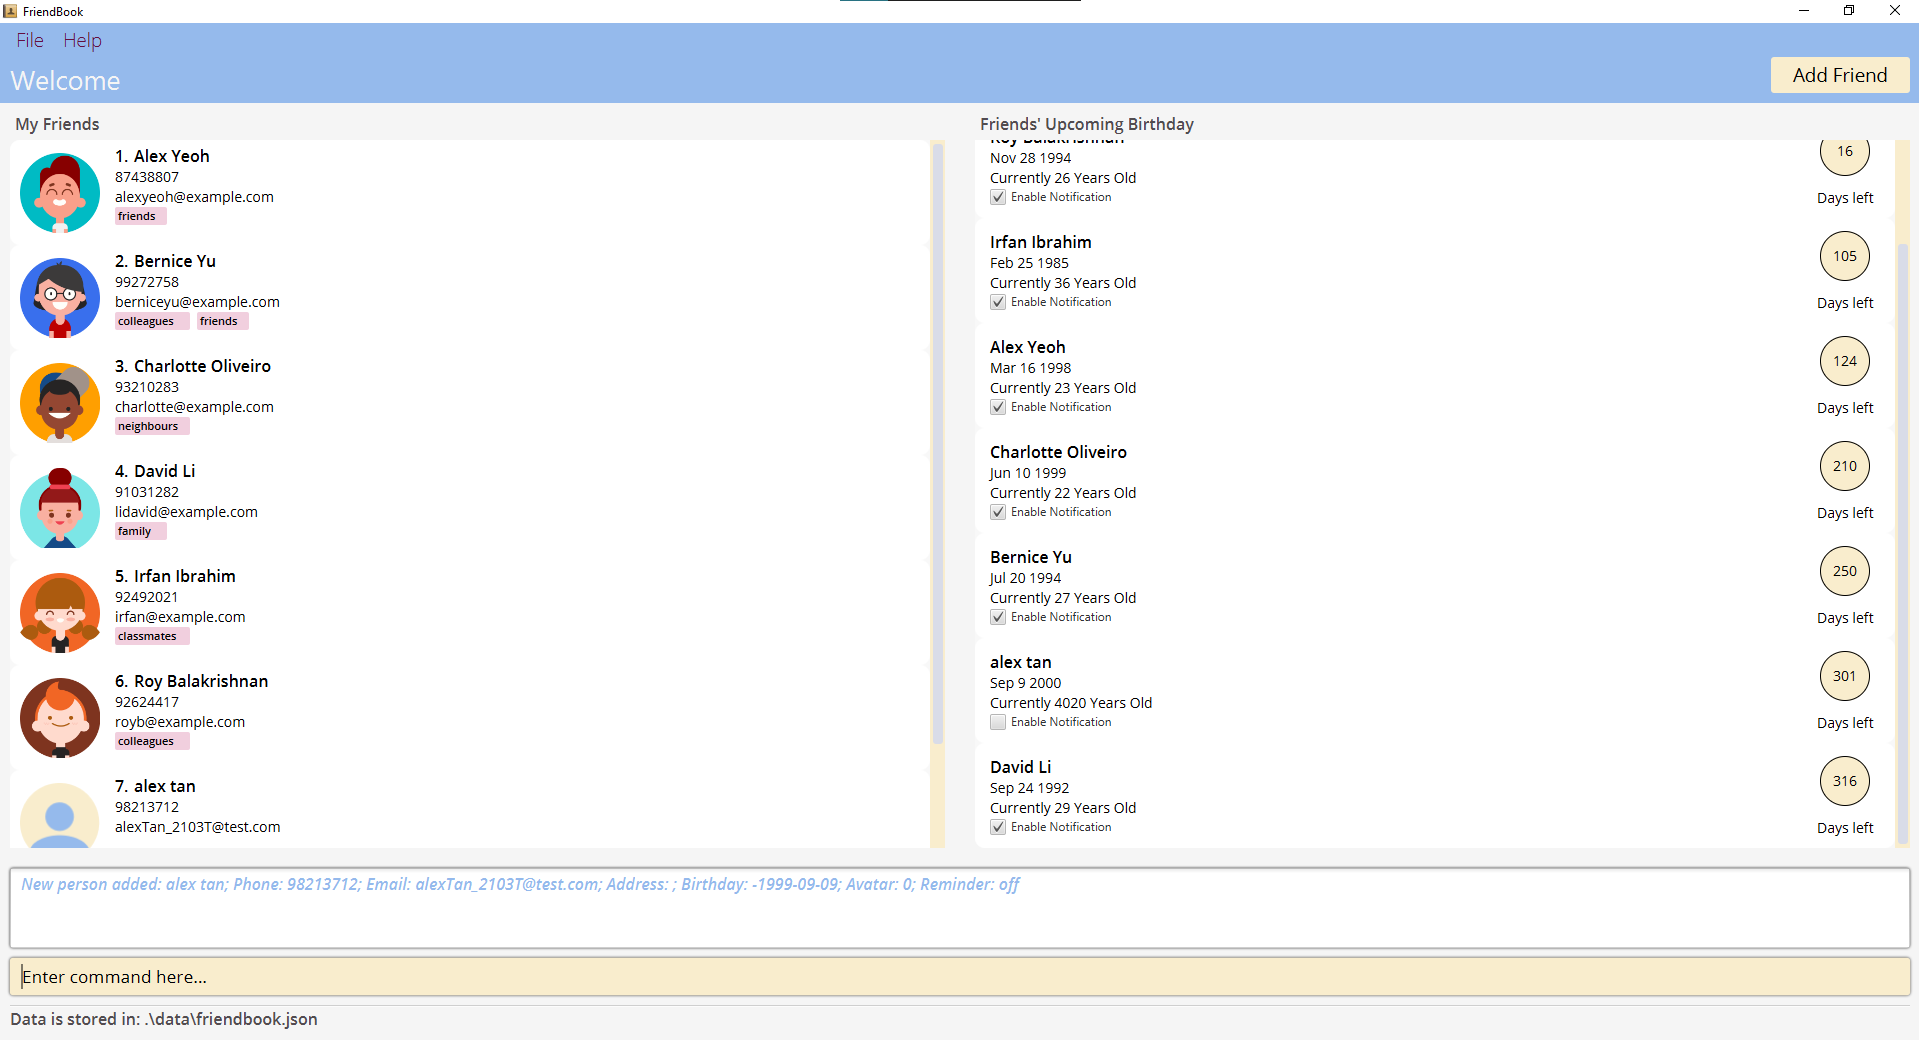 FriendBook
File Help
Welcome
Add Friend
My Friends
1. Alex Yeoh
87438807
alexyeoh@example.com
friends
2. Bernice Yu
99272758
berniceyu@example.com
colleagues friends
3. Charlotte Oliveiro
93210283
charlotte@example.com
neighbours
4. David Li
91031282
lidavid@example.com
family
5. Irfan Ibrahim
92492021
irfan@example.com
classmates
6. Roy Balakrishnan
92624417
royb@example.com
colleagues
7. alex tan
98213712
alexTan_2103T@test.com
Friends' Upcoming Birthday
Roy Balakrishnan
Nov 28 1994
Currently 26 Years Old
Enable Notification
16
Days left
Irfan Ibrahim
Feb 25 1985
Currently 36 Years Old
Enable Notification
105
Days left
Alex Yeoh
Mar 16 1998
Currently 23 Years Old
Enable Notification
124
Days left
Charlotte Oliveiro
Jun 10 1999
Currently 22 Years Old
Enable Notification
210
Days left
Bernice Yu
Jul 20 1994
Currently 27 Years Old
Enable Notification
250
Days left
alex tan
Sep 9 2000
Currently 4020 Years Old
Enable Notification
301
Days left
David Li
Sep 24 1992
Currently 29 Years Old
Enable Notification
316
Days left
New person added: alex tan; Phone: 98213712; Email: alexTan_2103T@test.com; Address: ; Birthday: -1999-09-09; Avatar: 0; Reminder: off
Enter command here...
Data is stored in: .\data\friendbook.json